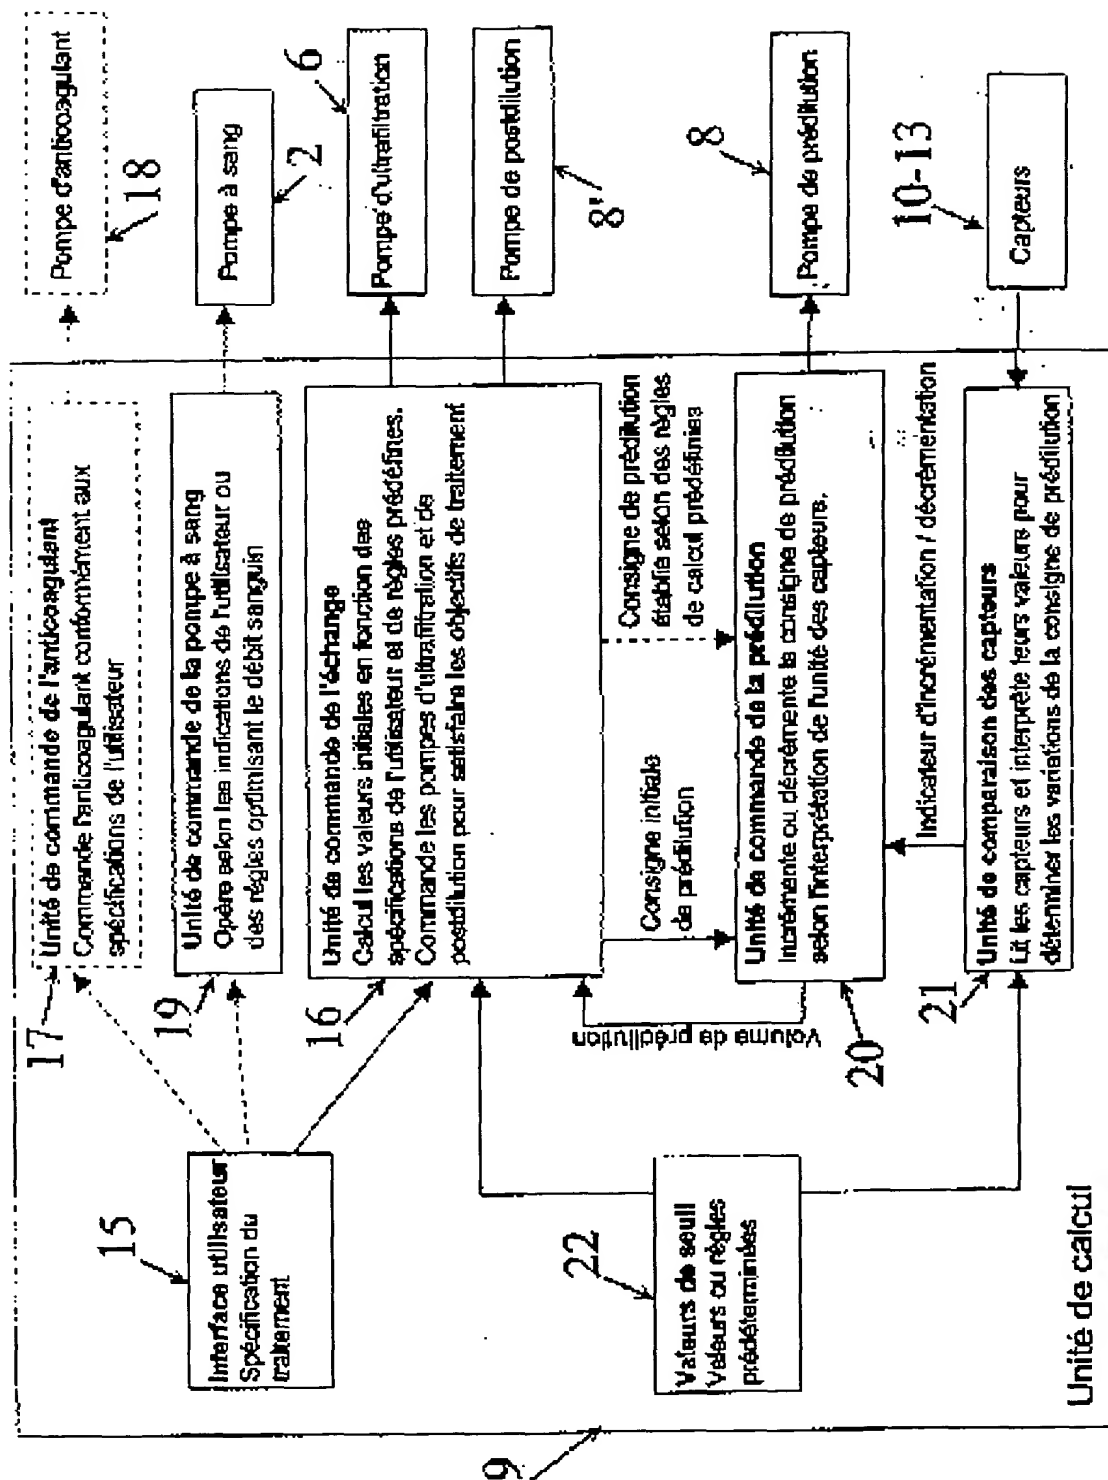 17
Unité de commande de l'anticoagulant
Commande l'anticoagulant conformément aux
spécifications de l'utilisateur
Pompe d'anticoagulant
18
19
Unité de commande de la pompe à sang
Opère selon les indications de l'utilisateur ou
des règles optimisant le débit sanguin
Pompe à sang
2
15
Interface utilisateur
Spécification du
traitement
16
Unité de commande de l'échange
Calcul les valeurs initiales en fonction des
spécifications de l'utilisateur et de règles prédéfinies.
Commande les pompes d'ultrafiltration et de
postdilution pour satisfaire les objectifs de traitement
Pompe d'ultrafiltration
6
Pompe de postdilution
8'
Consigne initiale
de prédilution
Consigne de prédilution
établie selon des règles
de calcul prédéfinies
Volume de prédilution
22
Valeurs de seuil
Valeurs ou règles
prédéterminées
20
Unité de commande de la prédilution
Incrémente ou décrémente la consigne de prédilution
selon l'interprétation de l'unité des capteurs.
Pompe de prédilution
8
Indicateur d'incrémentation / décrémentation
21
Unité de comparaison des capteurs
Lit les capteurs et interprète leurs valeurs pour
déterminer les variations de la consigne de prédilution
Capteurs
10-13
9
Unité de calcul